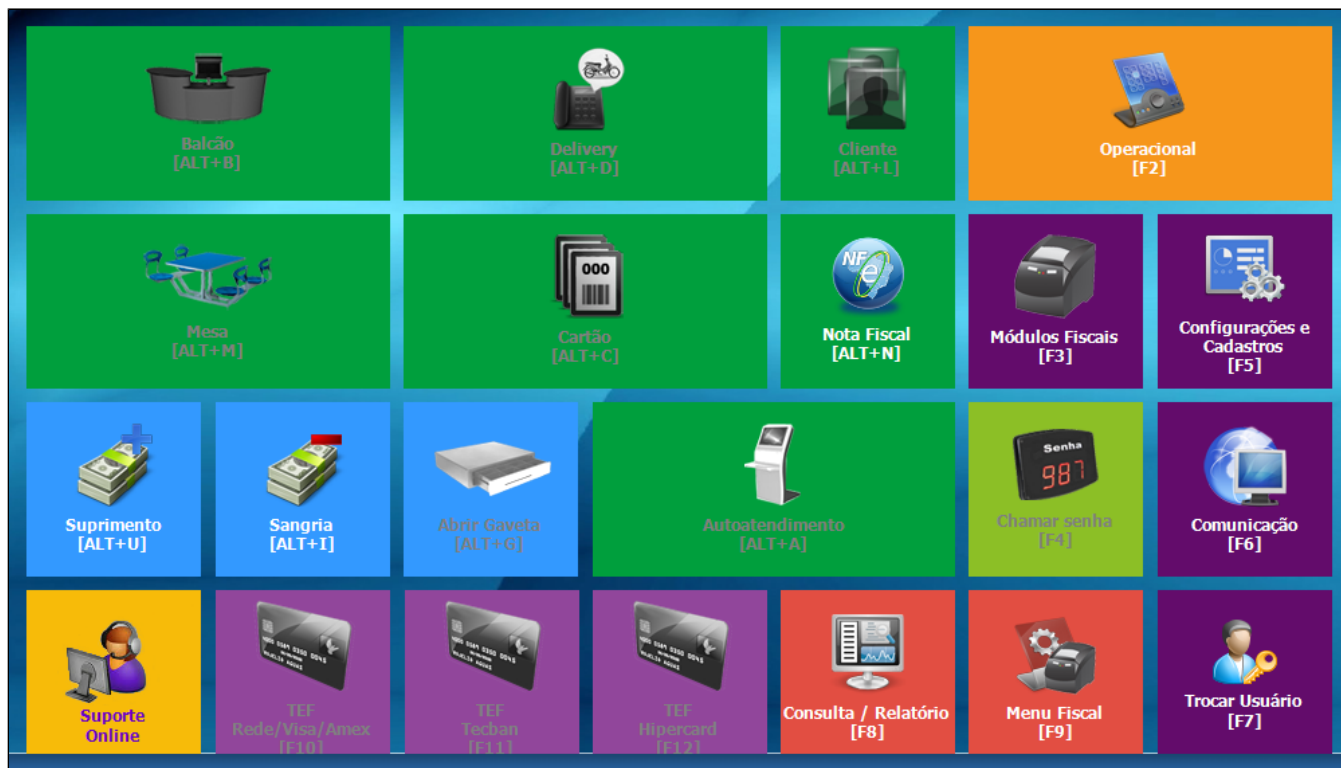 Balcão
[ALT+B]
Delivery
[ALT+D]
Cliente
[ALT+L]
Operacional
[F2]
Mesa
[ALT+M]
000
Cartão
[ALT+C]
NF
e
Nota Fiscal
[ALT+N]
Módulos Fiscais
[F3]
Configurações e
Cadastros
[F5]
Suprimento
[ALT+U]
Sangria
[ALT+I]
Abrir Gaveta
[ALT+G]
Autoatendimento
[ALT+A]
Senha
987
Chamar senha
[F4]
Comunicação
[F6]
Suporte
Online
TEF
Rede/Visa/Amex
[F10]
TEF
Tecban
[F11]
TEF
Hipercard
[F12]
Consulta / Relatório
[F8]
Menu Fiscal
[F9]
Trocar Usuário
[F7]